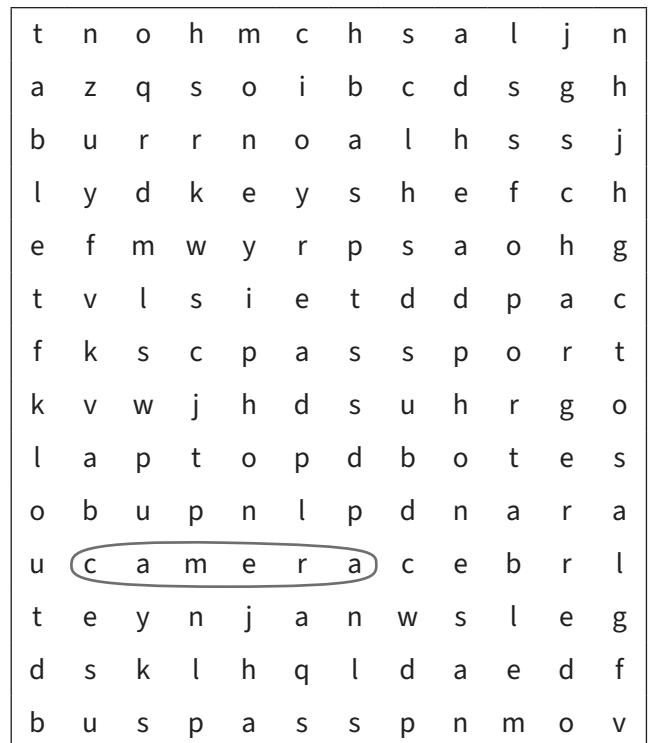 t n o h m c h s a l j n
a z q s o i b c d s g h
b u r r n o a l h s s j
l y d k e y s h e f c h
e f m w y r p s a o h g
t v l s i e t d d p a c
f k s c p a s s p o r t
k v w j h d s u h r g o
l a p t o p d b o t e s
o b u p n l p d n a r a
u c a m e r a c e b r l
t e y n j a n w s l e g
d s k l h q l d a e d f
b u s p a s s p n m o v